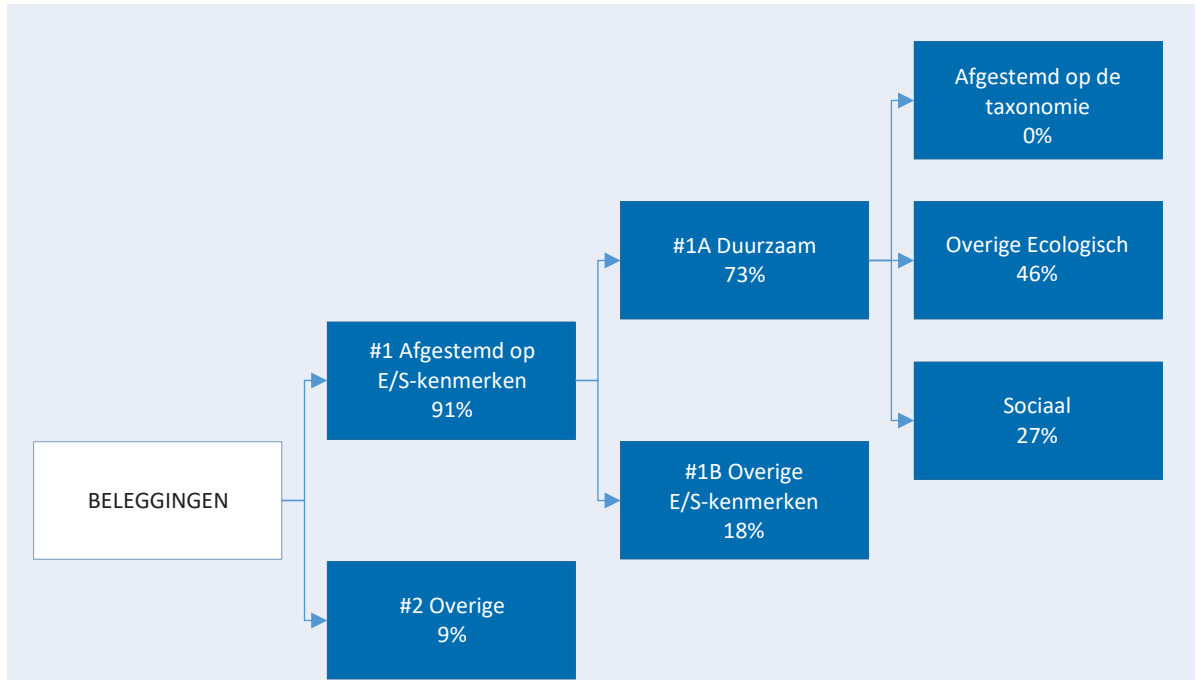 BELEGGINGEN
#1 Afgestemd op
E/S-kenmerken
91%
#2 Overige
9%
#1A Duurzaam
73%
#1B Overige
E/S-kenmerken
18%
Afgestemd op de
taxonomie
0%
Overige Ecologisch
46%
Sociaal
27%